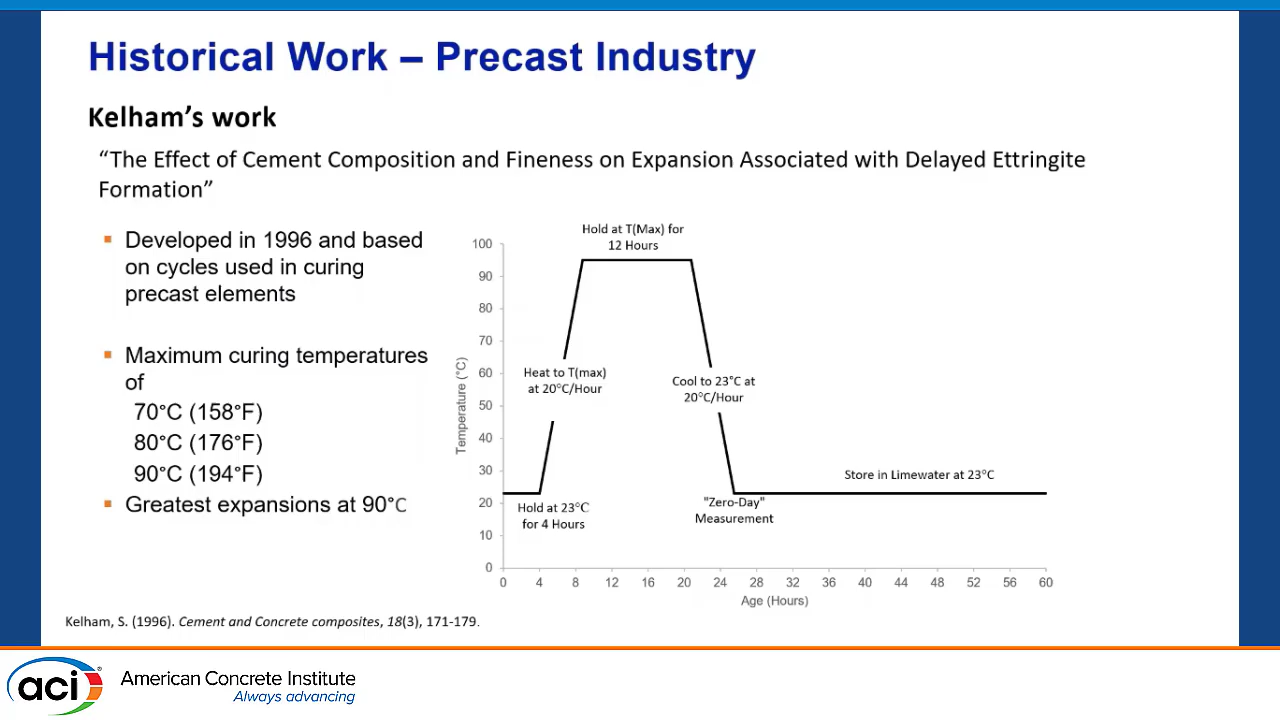 Historical Work – Precast Industry
Kelham’s work
“The Effect of Cement Composition and Fineness on Expansion Associated with Delayed Ettringite
Formation”
▪ Developed in 1996 and based
on cycles used in curing
precast elements
▪ Maximum curing temperatures
of
70°C (158°F)
80°C (176°F)
90°C (194°F)
▪ Greatest expansions at 90°C
Hold at T(Max) for
12 Hours
100
90
80
70
60
50
40
30
20
10
0
Temperature (°C)
Heat to T(max)
at 20°C/Hour
Cool to 23°C at
20°C/Hour
Store in Limewater at 23°C
Hold at 23°C
for 4 Hours
"Zero-Day"
Measurement
0 4 8 12 16 20 24 28 32 36 40 44 48 52 56 60
Age (Hours)
Kelham, S. (1996). Cement and Concrete composites, 18(3), 171-179.
aci®
American Concrete Institute
Always advancing